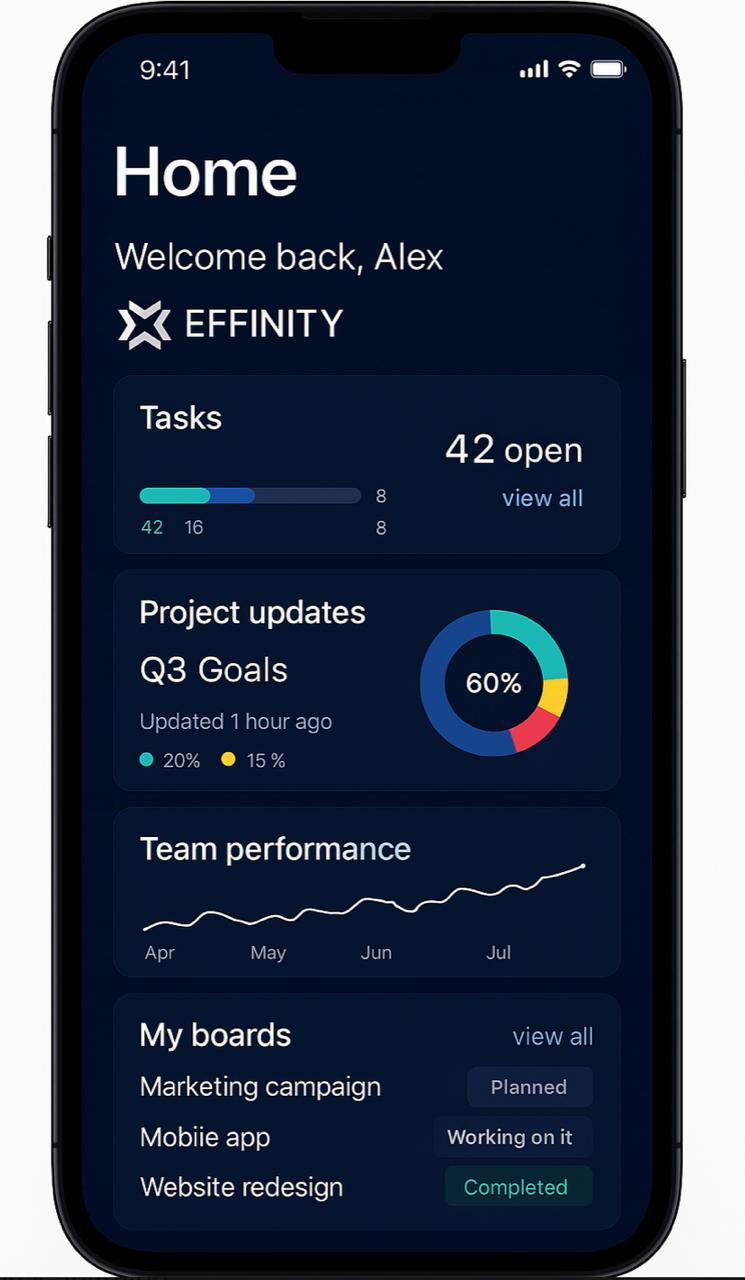 9:41
Home
Welcome back, Alex
EFFINITY
Tasks
42 open
8
view all
42 16 8
Project updates
Q3 Goals
60%
Updated 1 hour ago
20% 15 %
Team performance
Apr May Jun Jul
My boards view all
Marketing campaign Planned
Mobiie app Working on it
Website redesign Completed